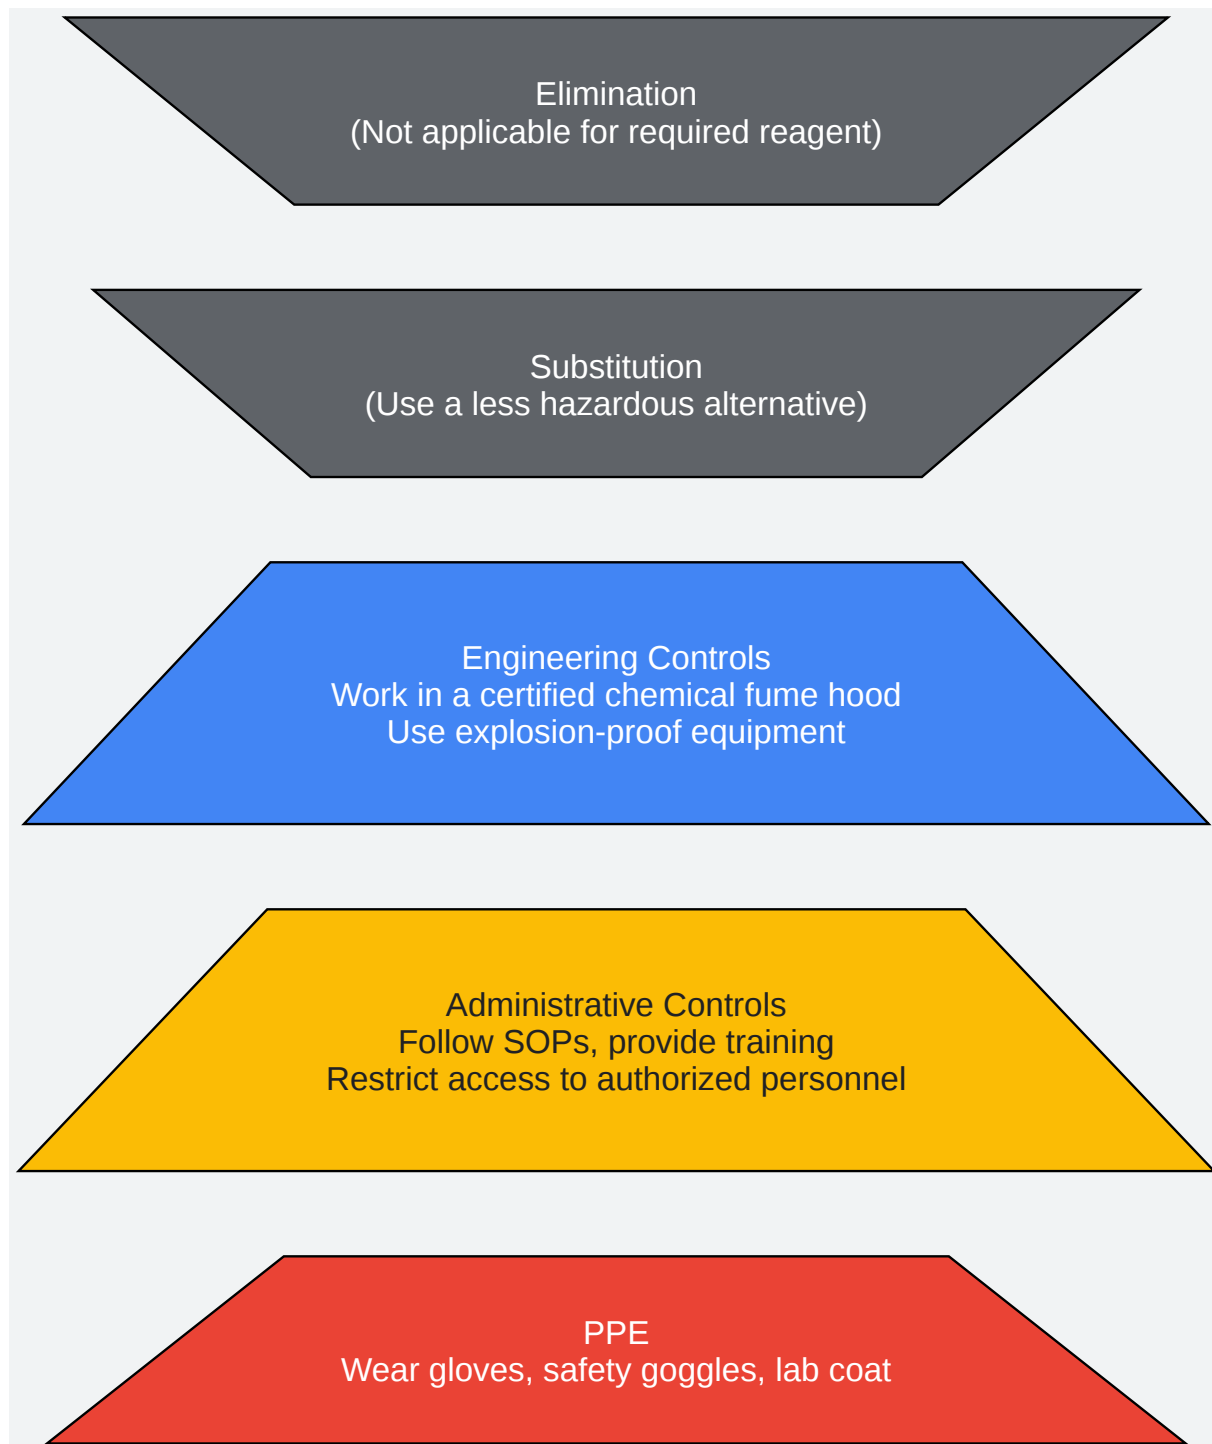 Elimination
(Not applicable for required reagent)
Substitution
(Use a less hazardous alternative)
Engineering Controls
Work in a certified chemical fume hood
Use explosion-proof equipment
Administrative Controls
Follow SOPs, provide training
Restrict access to authorized personnel
PPE
Wear gloves, safety goggles, lab coat